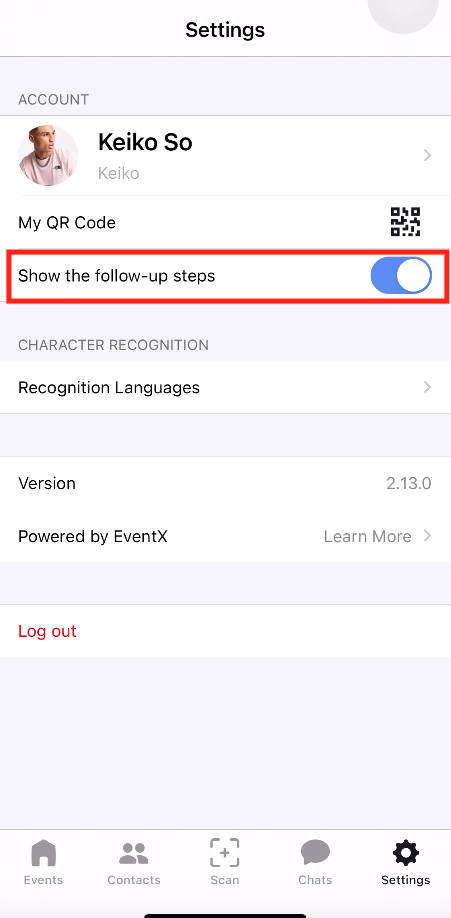 Settings
ACCOUNT
Keiko So
Keiko
My QR Code
Show the follow-up steps
CHARACTER RECOGNITION
Recognition Languages
Version 2.13.0
Powered by EventX Learn More
Log out
Events Contacts Scan Chats Settings